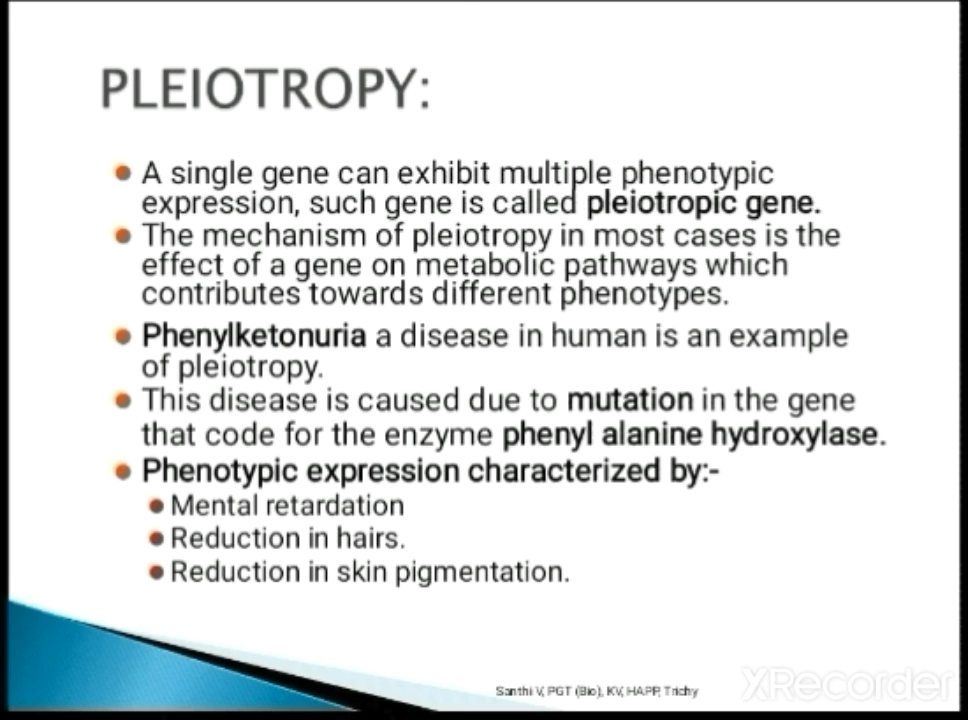 PLEIOTROPY:
A single gene can exhibit multiple phenotypic
expression, such gene is called pleiotropic gene.
The mechanism of pleiotropy in most cases is the
effect of a gene on metabolic pathways which
contributes towards different phenotypes.
Phenylketonuria a disease in human is an example
of pleiotropy.
This disease is caused due to mutation in the gene
that code for the enzyme phenyl alanine hydroxylase.
Phenotypic expression characterized by:-
Mental retardation
Reduction in hairs.
Reduction in skin pigmentation.
Santhi V, PGT (Bio), KV, HAPP, Trichy
XRecorder